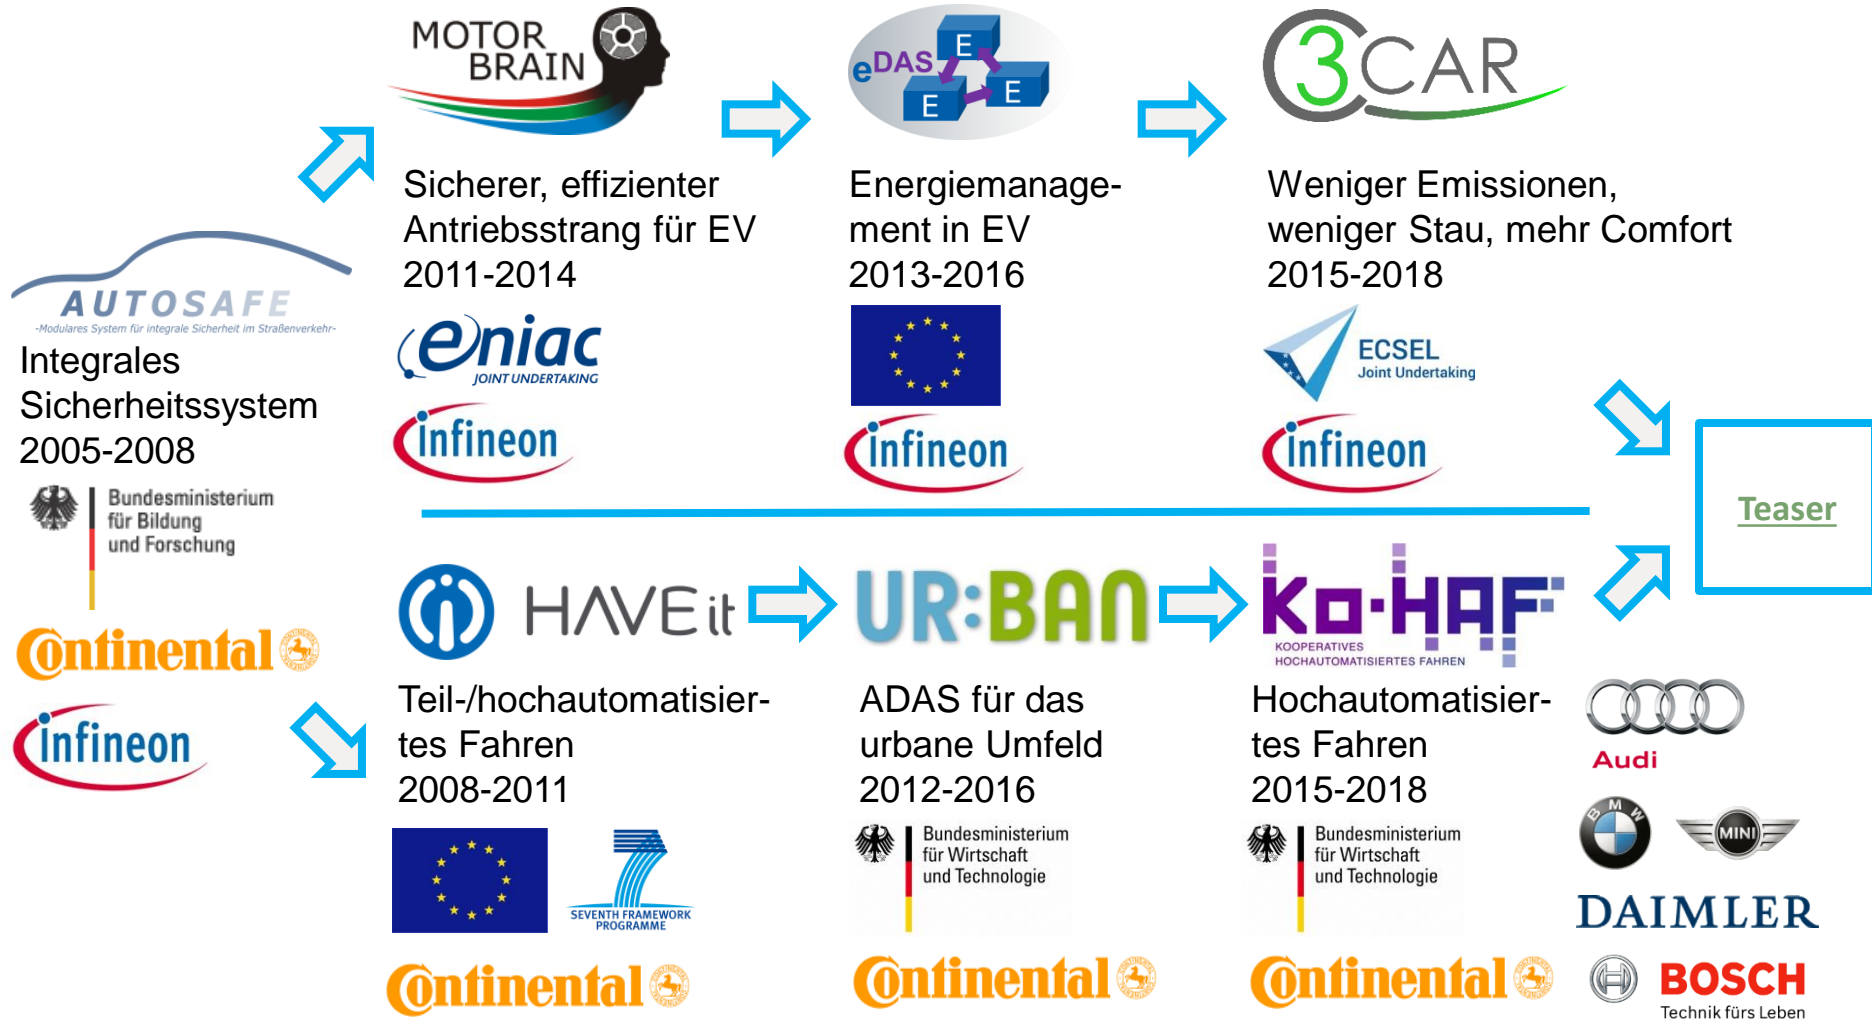 AUTOSAFE
-Modulares System für integrale Sicherheit im Straßenverkehr-
Integrales
Sicherheitssystem
2005-2008
Bundesministerium
für Bildung
und Forschung
Continental
infineon
MOTOR
BRAIN
Sicherer, effizienter
Antriebsstrang für EV
2011-2014
eniac
JOINT UNDERTAKING
infineon
eDAS
E
E
E
Energiemanage-
ment in EV
2013-2016
infineon
3CCAR
Weniger Emissionen,
weniger Stau, mehr Comfort
2015-2018
ECSEL
Joint Undertaking
infineon
HAVEit
Teil-/hochautomatisier-
tes Fahren
2008-2011
7
SEVENTH FRAMEWORK
PROGRAMME
Continental
UR:BAN
ADAS für das
urbane Umfeld
2012-2016
Bundesministerium
für Wirtschaft
und Technologie
Continental
Ko-HAF
KOOPERATIVES
HOCHAUTOMATISIERTES FAHREN
Hochautomatisier-
tes Fahren
2015-2018
Bundesministerium
für Wirtschaft
und Technologie
Continental
Teaser
Audi
BMW
MINI
DAIMLER
BOSCH
Technik fürs Leben